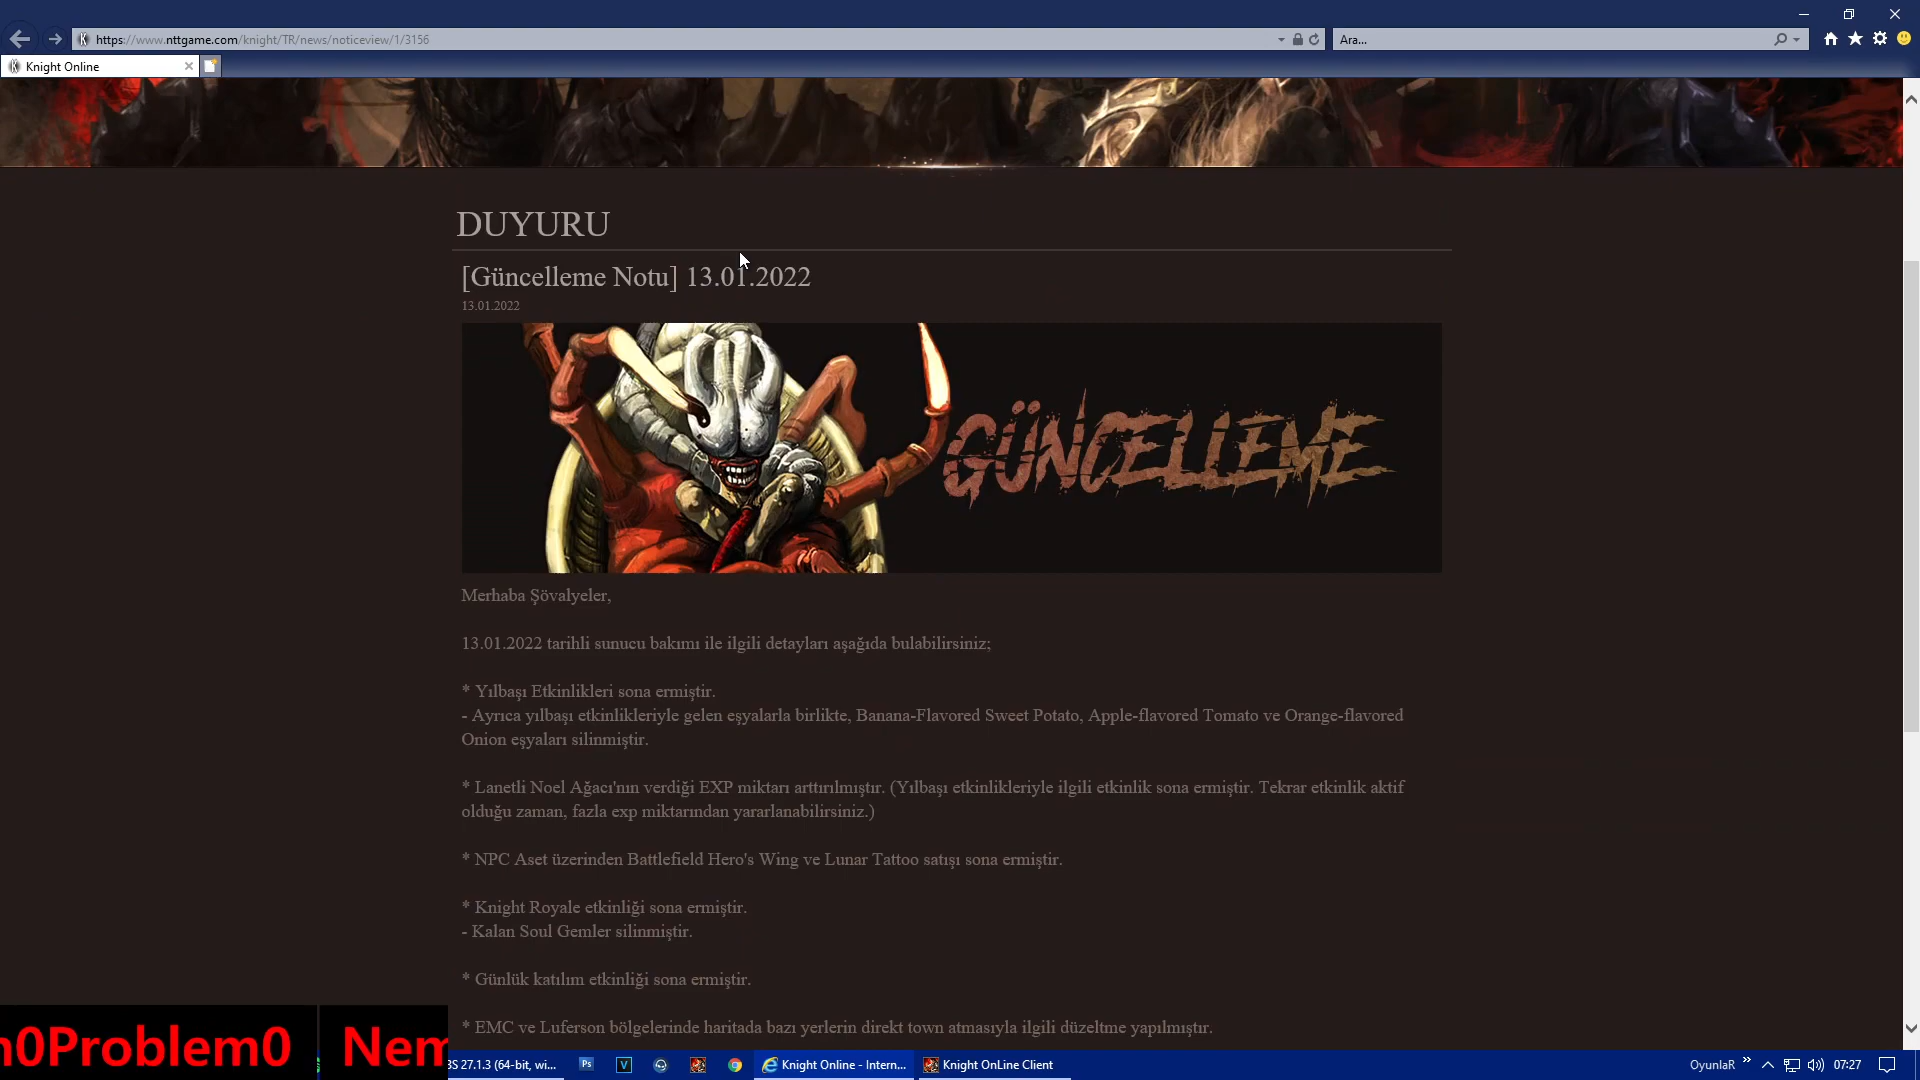 https://www.nttgame.com/knight/TR/news/noticeview/1/3156
Ara...
Knight Online
DUYURU
[Güncelleme Notu] 13.01.2022
13.01.2022
GÜNCELLEME
Merhaba Şövalyeler,
13.01.2022 tarihli sunucu bakımı ile ilgili detayları aşağıda bulabilirsiniz;
* Yılbaşı Etkinlikleri sona ermiştir.
- Ayrıca yılbaşı etkinlikleriyle gelen eşyalarla birlikte, Banana-Flavored Sweet Potato, Apple-flavored Tomato ve Orange-flavored
Onion eşyaları silinmiştir.
* Lanetli Noel Ağacı'nın verdiği EXP miktarı arttırılmıştır. (Yılbaşı etkinlikleriyle ilgili etkinlik sona ermiştir. Tekrar etkinlik aktif
olduğu zaman, fazla exp miktarından yararlanabilirsiniz.)
* NPC Aset üzerinden Battlefield Hero's Wing ve Lunar Tattoo satışı sona ermiştir.
* Knight Royale etkinliği sona ermiştir.
- Kalan Soul Gemler silinmiştir.
* Günlük katılım etkinliği sona ermiştir.
* EMC ve Luferson bölgelerinde haritada bazı yerlerin direkt town atmasıyla ilgili düzeltme yapılmıştır.
n0Problem0 Nem
BS 27.1.3 (64-bit, wi... Ps V Knight Online - Intern... Knight OnLine Client OyunlaR 07:27